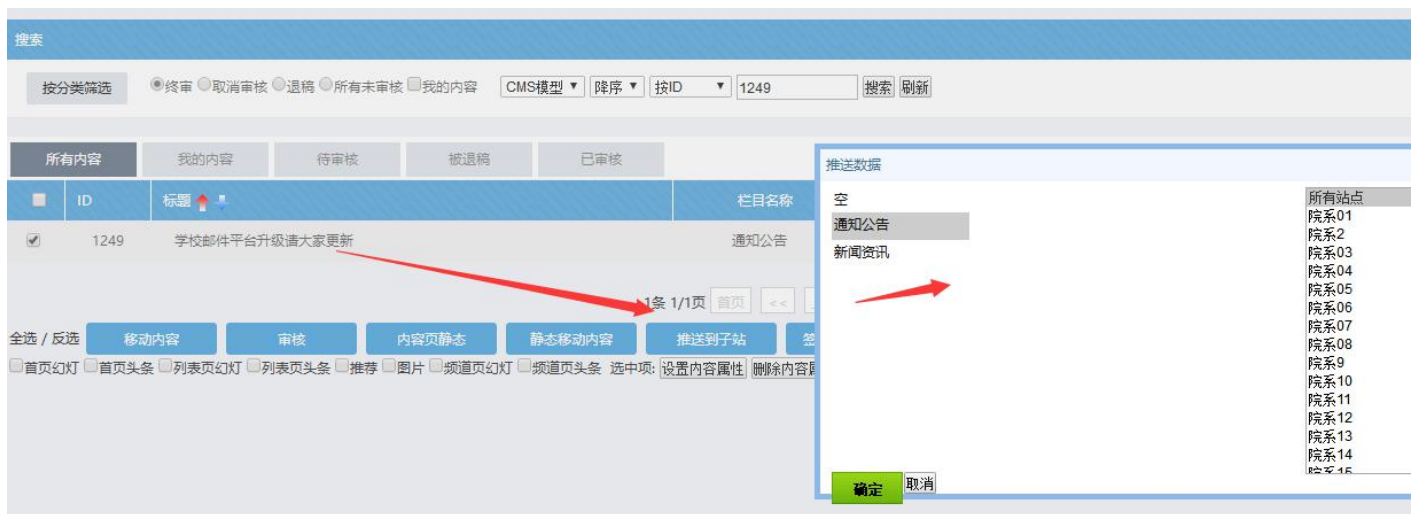 搜索
按分类筛选 终审 取消审核 退稿 所有未审核 我的内容 CMS模型 降序 按ID 1249 搜索 刷新
所有内容 我的内容 待审核 被退稿 已审核
ID 标题 栏目名称
1249 学校邮件平台升级请大家更新 通知公告
1条 1/1页 首页 <<
全选 / 反选 移动内容 审核 内容页静态 静态移动内容 推送到子站
首页幻灯 首页头条 列表页幻灯 列表页头条 推荐 图片 频道页幻灯 频道页头条 选中项: 设置内容属性 删除内容
推送数据
空
通知公告
新闻资讯
所有站点
院系01
院系2
院系03
院系04
院系05
院系06
院系07
院系08
院系9
院系10
院系11
院系12
院系13
院系14
院系15
确定 取消